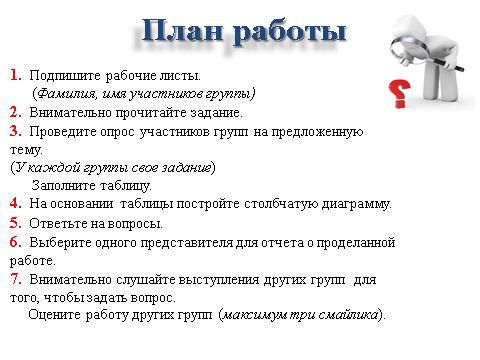 План работы
1. Подпишите рабочие листы.
(Фамилия, имя участников группы)
2. Внимательно прочитайте задание.
3. Проведите опрос участников групп на предложенную
тему.
(У каждой группы свое задание)
Заполните таблицу.
4. На основании таблицы постройте столбчатую диаграмму.
5. Ответьте на вопросы.
6. Выберите одного представителя для отчета о проделанной
работе.
7. Внимательно слушайте выступления других групп для
того, чтобы задать вопрос.
Оцените работу других групп (максимум три смайлика).
?